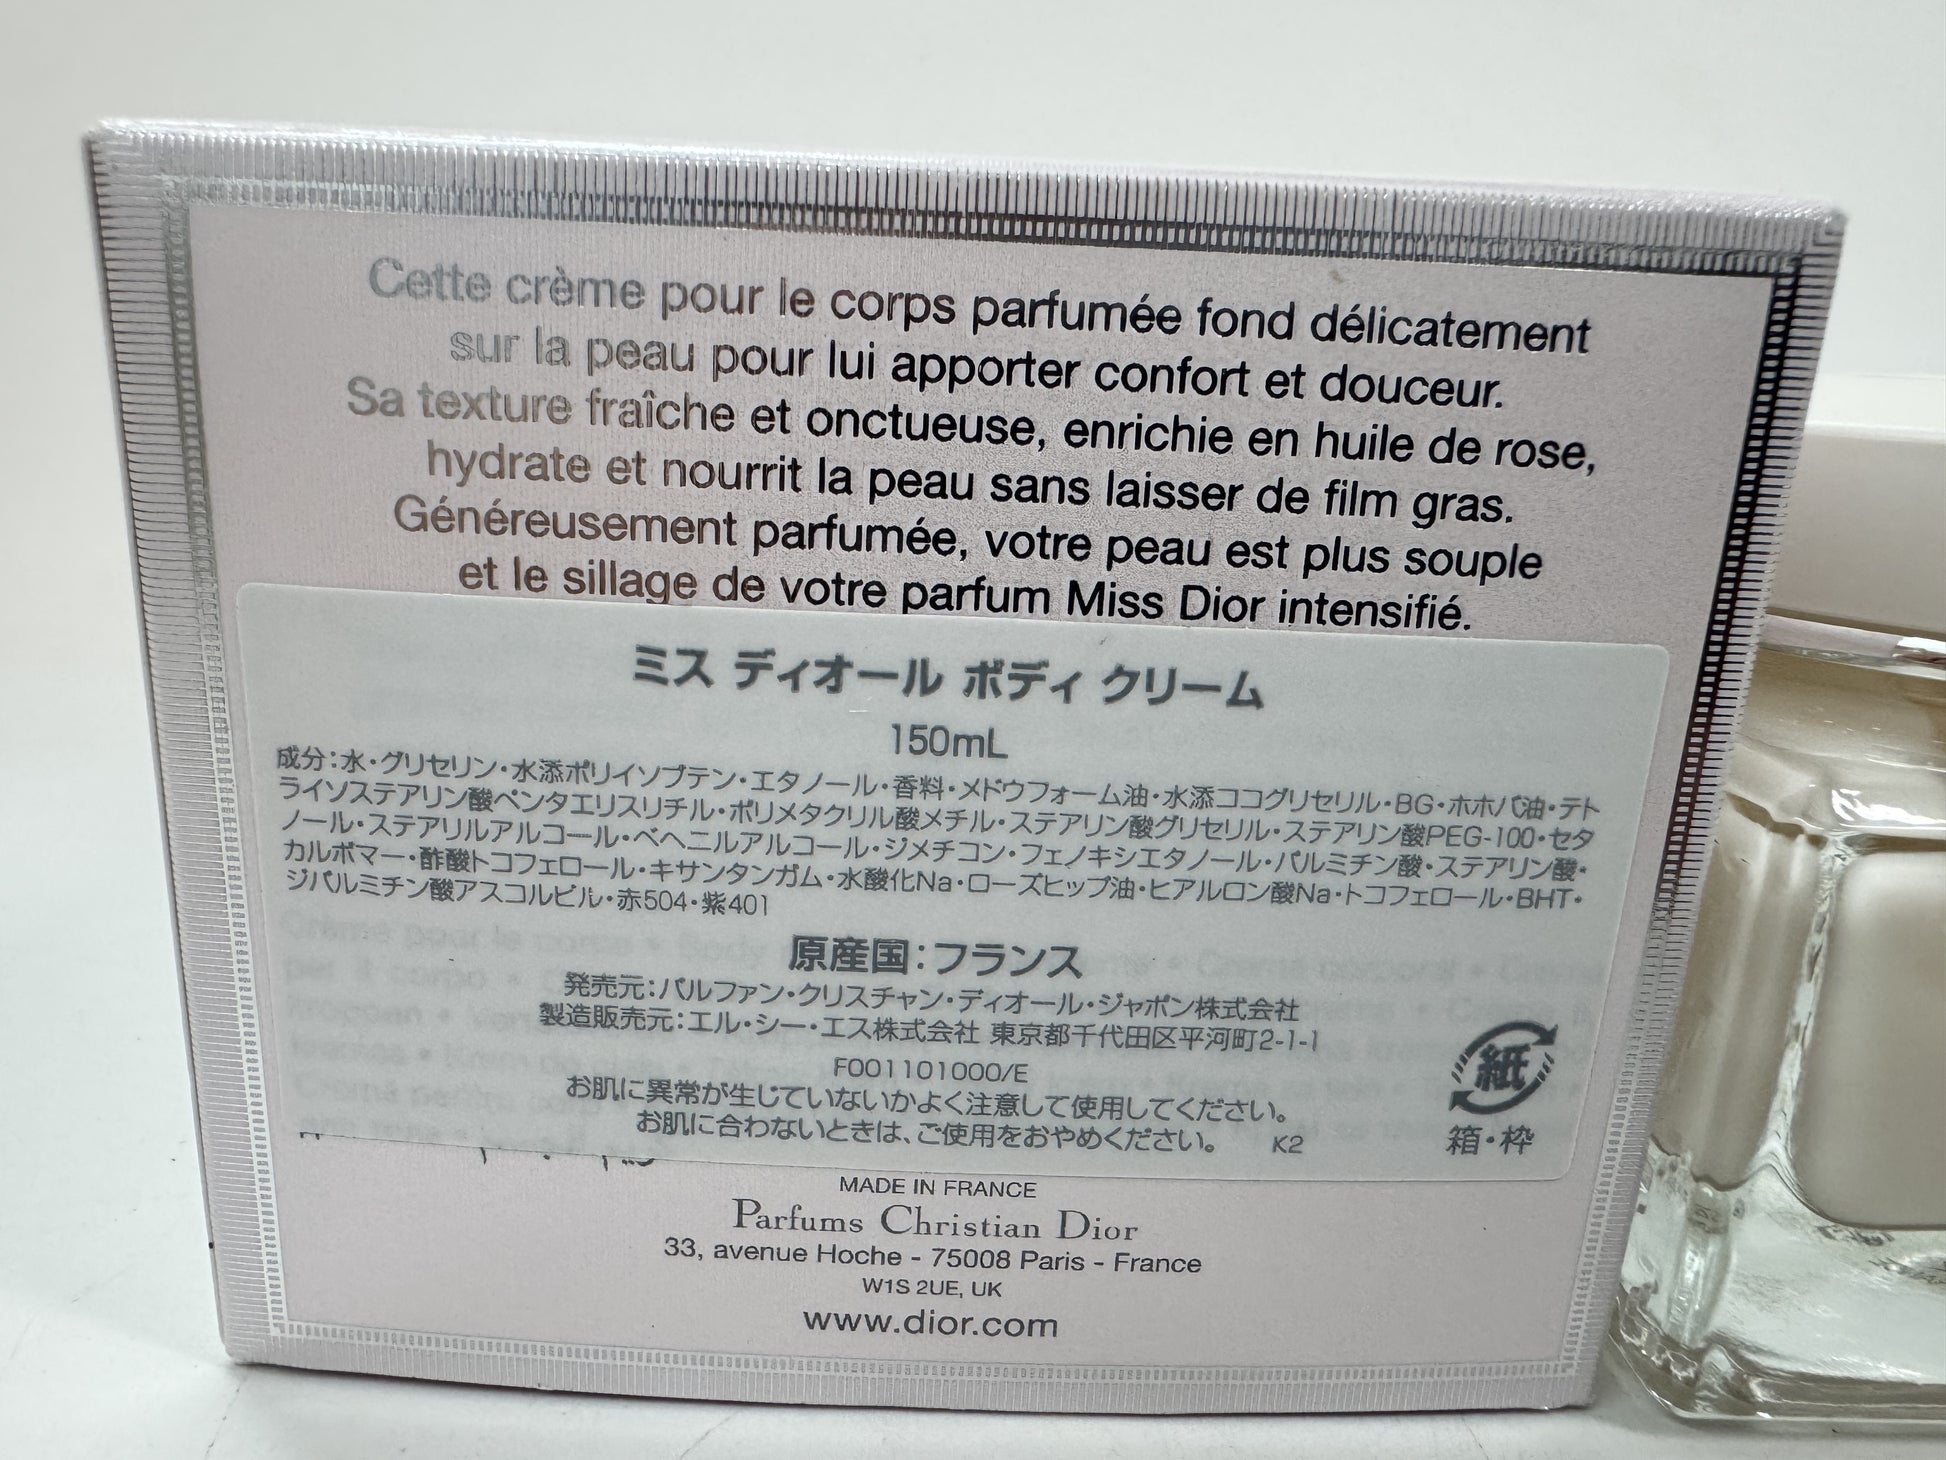 Cette crème pour le corps parfumée fond délicatement
sur la peau pour lui apporter confort et douceur.
Sa texture fraîche et onctueuse, enrichie en huile de rose,
hydrate et nourrit la peau sans laisser de film gras.
Généreusement parfumée, votre peau est plus souple
et le sillage de votre parfum Miss Dior intensifié.
ミス ディオール ボディ クリーム
150mL
成分：水・グリセリン・水添ポリイソブテン・エタノール・香料・メドウフォーム油・水添ココグリセリル・BG・ホホバ油・テト
ライソステアリン酸ペンタエリスリチル・ポリメタクリル酸メチル・ステアリン酸グリセリル・ステアリン酸PEG-100・セタ
ノール・ステアリルアルコール・ベヘニルアルコール・ジメチコン・フェノキシエタノール・パルミチン酸・ステアリン酸・
カルボマー・酢酸トコフェロール・キサンタンガム・水酸化Na・ローズヒップ油・ヒアルロン酸Na・トコフェロール・BHT・
ジパルミチン酸アスコルビル・赤504・紫401
原産国：フランス
発売元：パルファン・クリスチャン・ディオール・ジャポン株式会社
製造販売元：エル・シー・エス株式会社 東京都千代田区平河町2-1-1
F001101000/E
お肌に異常が生じていないかよく注意して使用してください。
お肌に合わないときは、ご使用をおやめください。 K2
紙
箱・枠
MADE IN FRANCE
Parfums Christian Dior
33, avenue Hoche - 75008 Paris - France
W1S 2UE, UK
www.dior.com